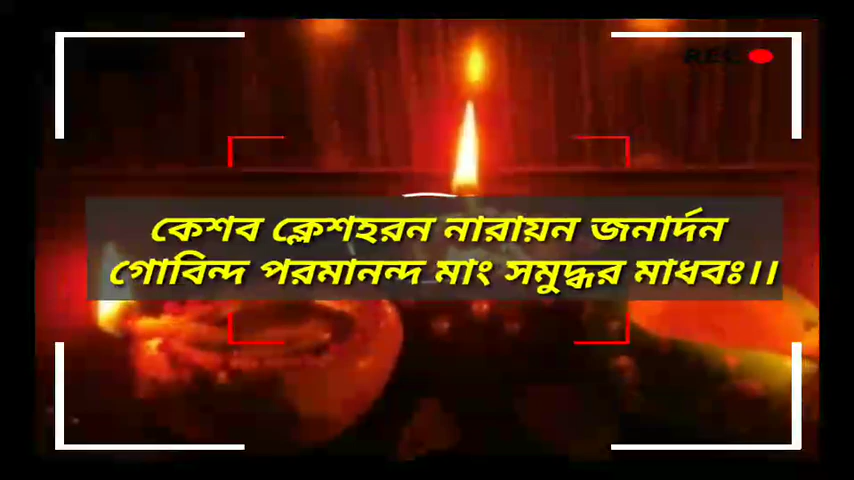 REC
কেশব ক্লেশহরন নারায়ন জনার্দন
গোবিন্দ পরমানন্দ মাং সমুদ্ধর মাধবঃ।।